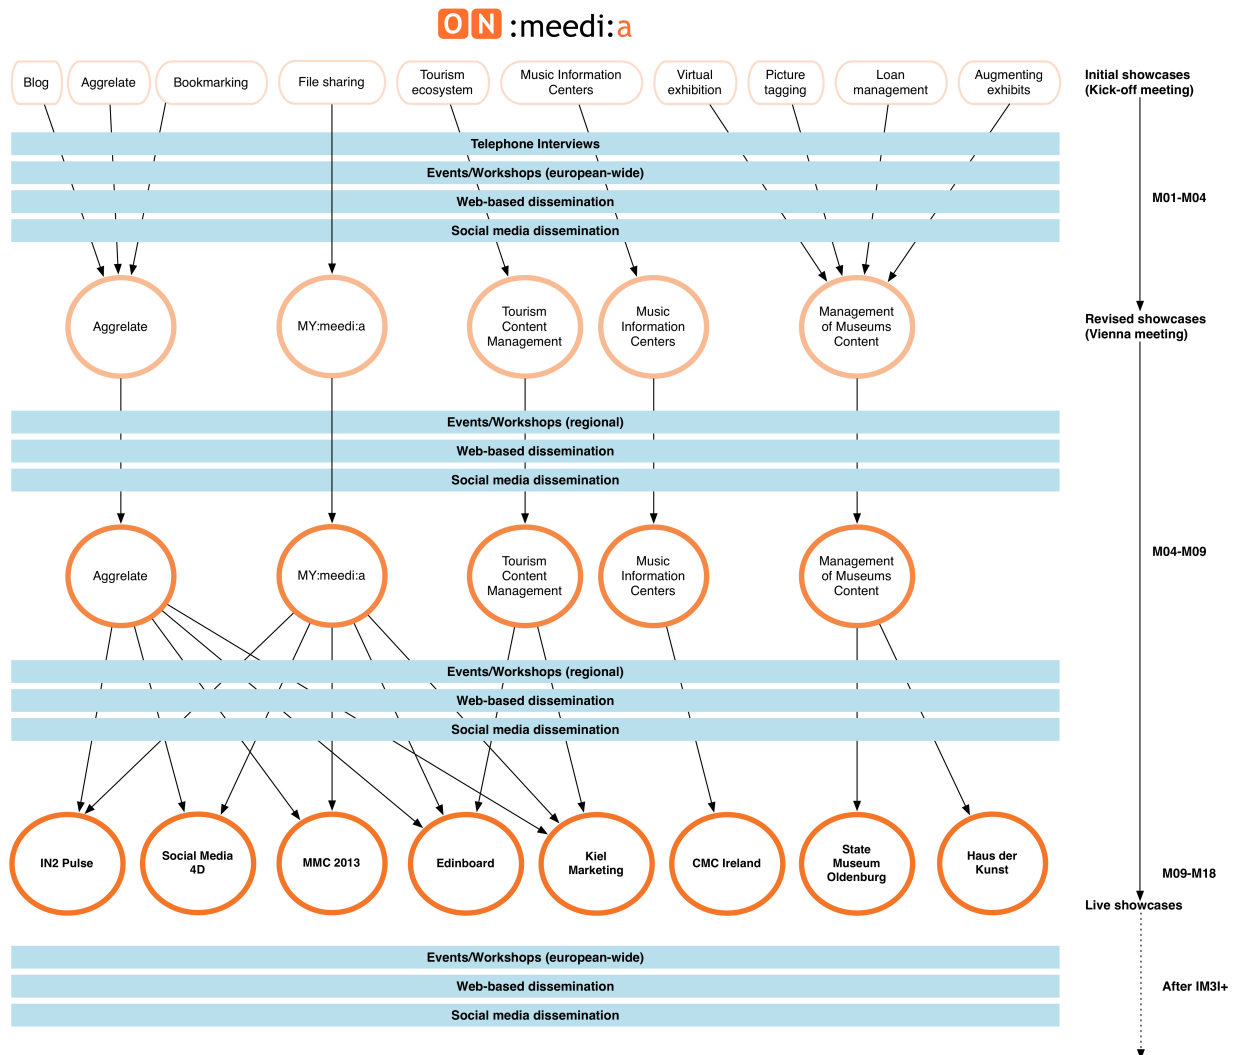 ON:meedi:a
Blog
Aggrelate
Bookmarking
File sharing
Tourism
ecosystem
Music Information
Centers
Virtual
exhibition
Picture
tagging
Loan
management
Augmenting
exhibits
Initial showcases
(Kick-off meeting)
Telephone Interviews
Events/Workshops (european-wide)
Web-based dissemination
Social media dissemination
M01-M04
Aggrelate
MY:meedi:a
Tourism
Content
Management
Music
Information
Centers
Management
of Museums
Content
Revised showcases
(Vienna meeting)
Events/Workshops (regional)
Web-based dissemination
Social media dissemination
M04-M09
Aggrelate
MY:meedi:a
Tourism
Content
Management
Music
Information
Centers
Management
of Museums
Content
Events/Workshops (regional)
Web-based dissemination
Social media dissemination
IN2 Pulse
Social Media
4D
MMC 2013
Edinboard
Kiel
Marketing
CMC Ireland
State
Museum
Oldenburg
Haus der
Kunst
M09-M18
Live showcases
Events/Workshops (european-wide)
Web-based dissemination
Social media dissemination
After IM3I+